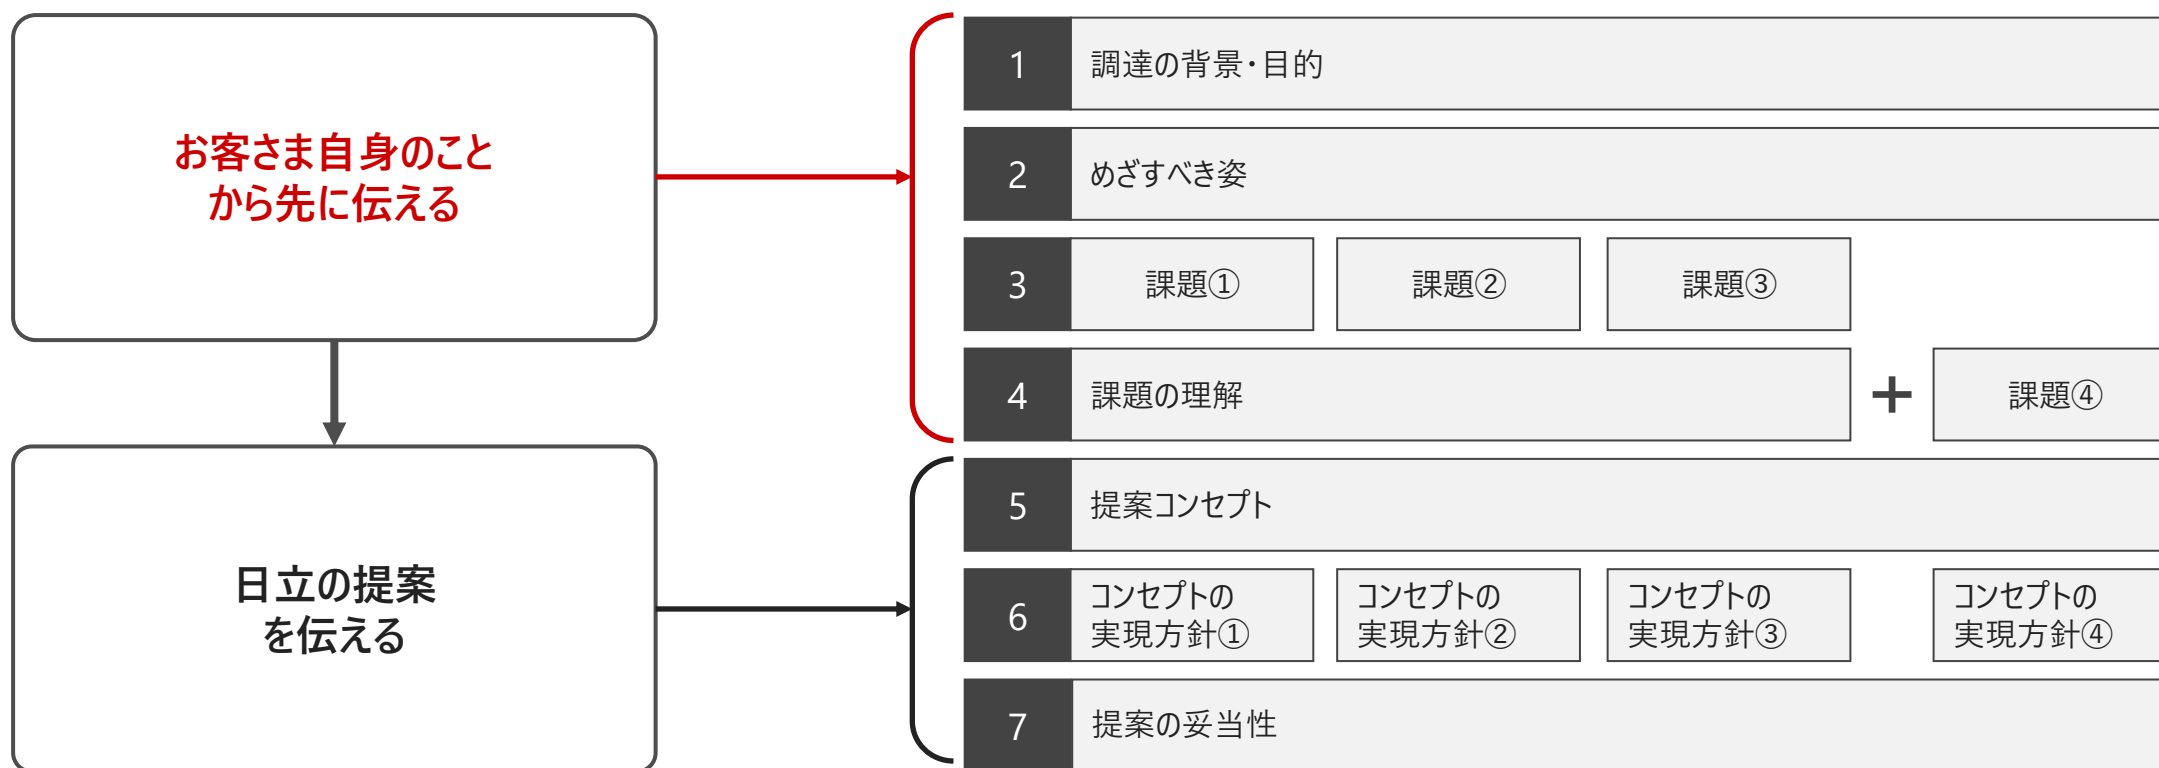 お客さま自身のこと
から先に伝える
日立の提案
を伝える
1 調達の背景・目的
2 めざすべき姿
3 課題① 課題② 課題③
4 課題の理解 + 課題④
5 提案コンセプト
6
コンセプトの
実現方針①
コンセプトの
実現方針②
コンセプトの
実現方針③
コンセプトの
実現方針④
7 提案の妥当性